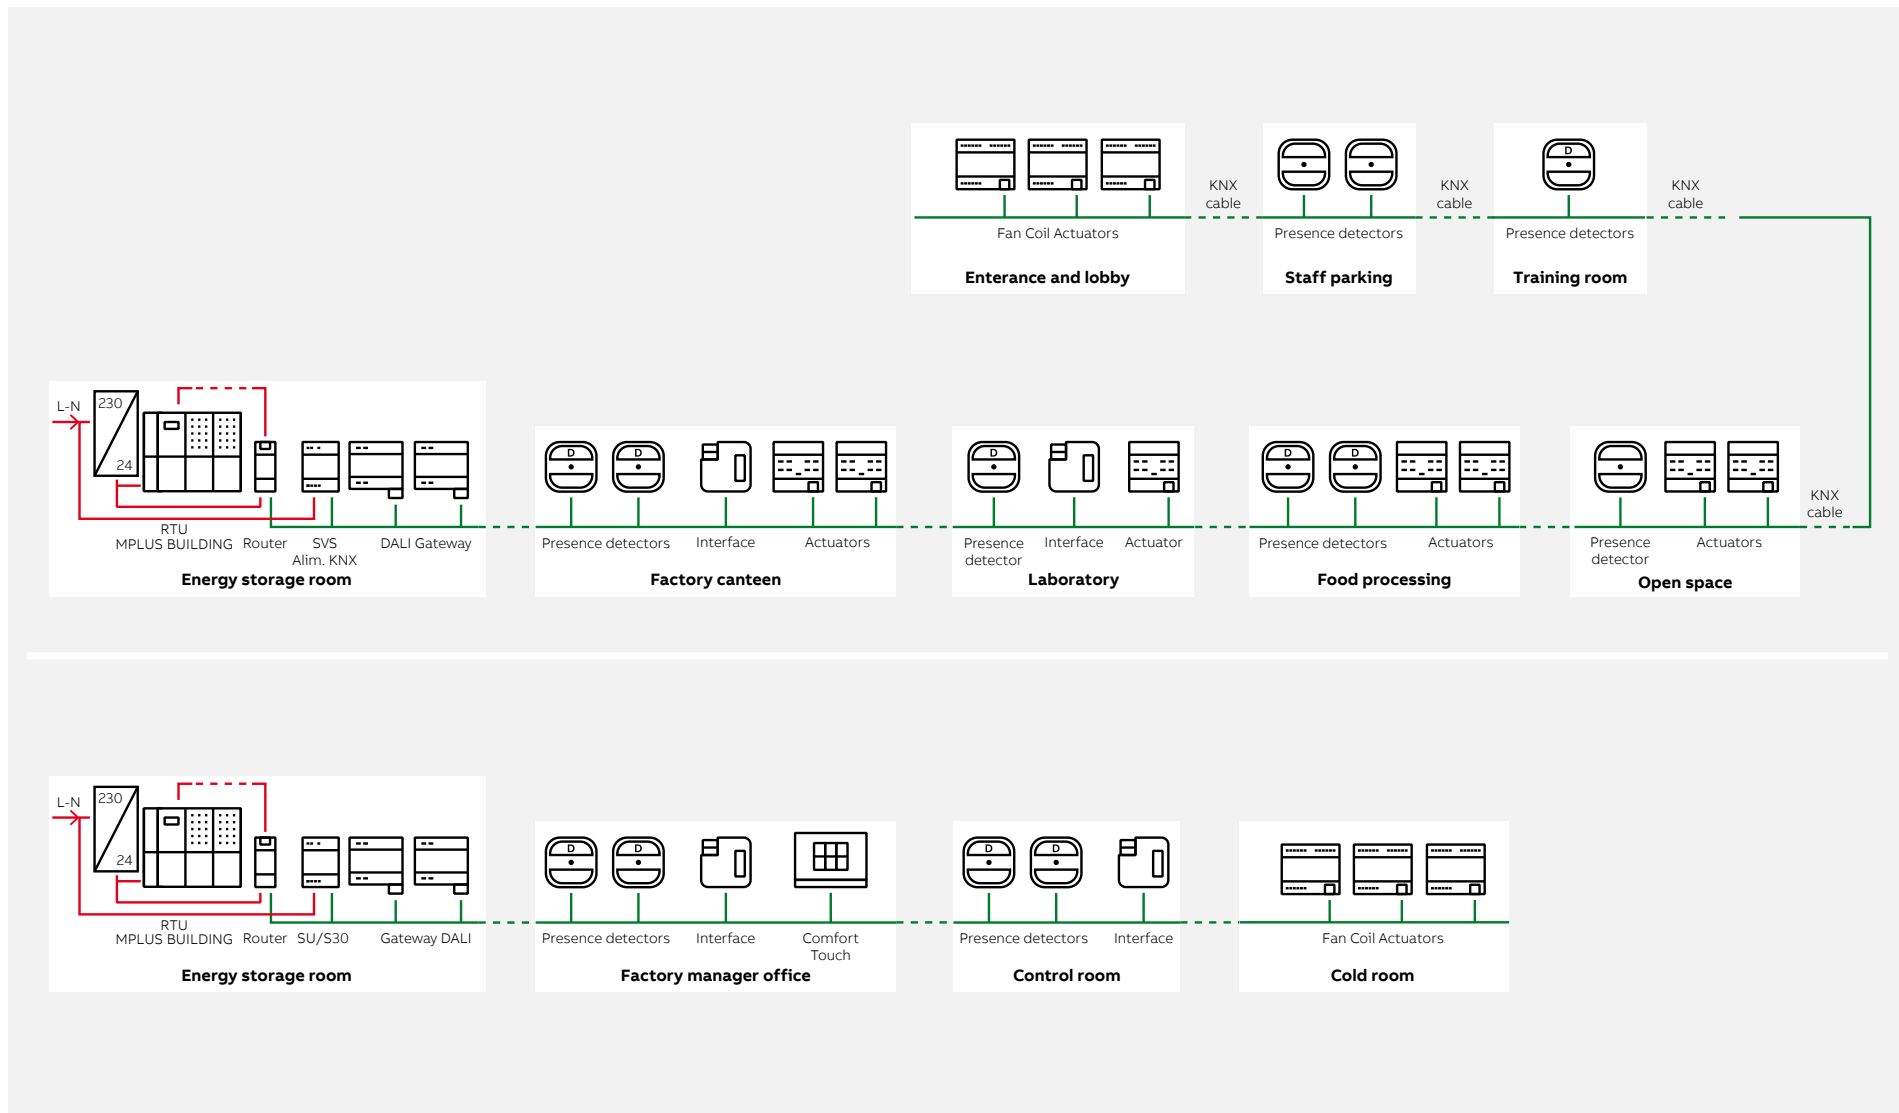 KNX
cable
KNX
cable
KNX
cable
D
Fan Coil Actuators
Presence detectors
Presence detectors
Enterance and lobby
Staff parking
Training room
L-N
230
24
RTU
MPLUS BUILDING
Router
SVS
Alim. KNX
DALI Gateway
Energy storage room
D
D
Presence detectors
Interface
Actuators
Factory canteen
D
Presence
detector
Interface
Actuator
Laboratory
D
D
Presence detectors
Actuators
Food processing
Presence
detector
Actuators
Open space
KNX
cable
L-N
230
24
RTU
MPLUS BUILDING
Router
SU/S30
Gateway DALI
Energy storage room
D
D
Presence detectors
Interface
Comfort
Touch
Factory manager office
D
D
Presence detectors
Interface
Control room
Fan Coil Actuators
Cold room